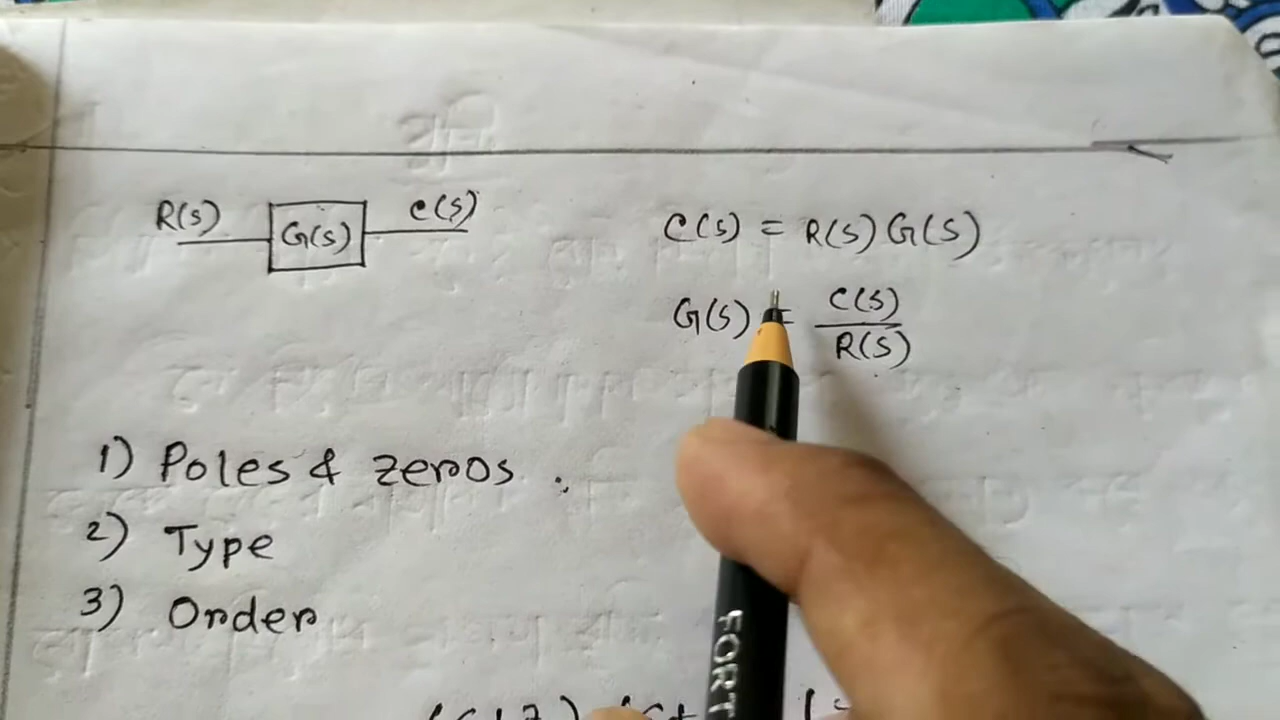 R(s) G(s) C(s)
C(s) = R(s) G(s)
G(s) = C(s)/R(s)
1) Poles & zeros :
2) Type
3) Order
FORT